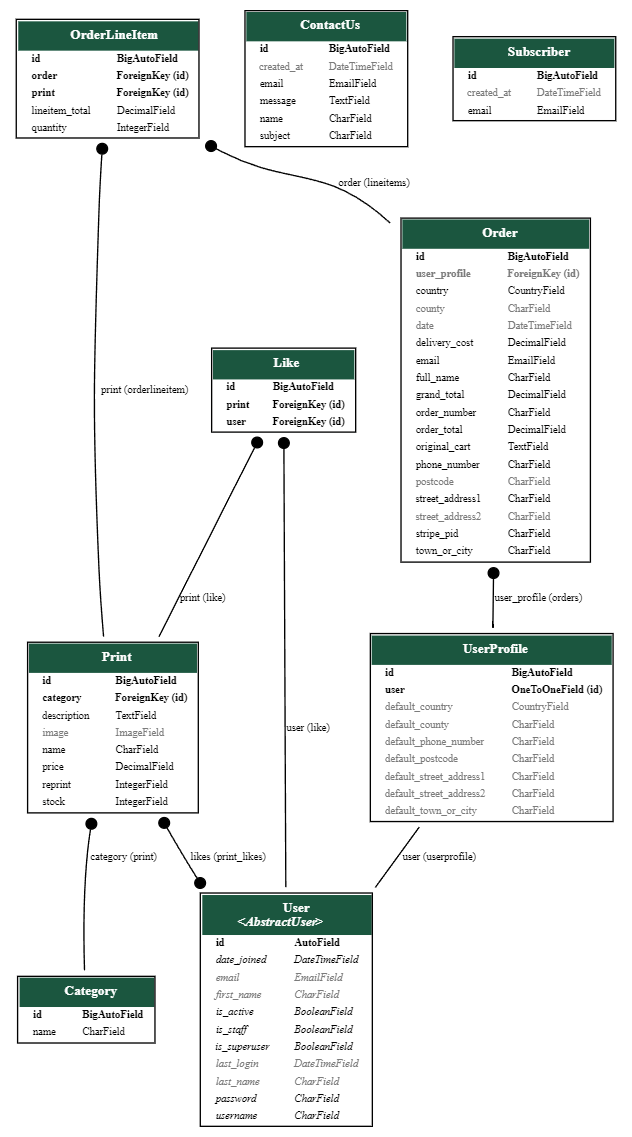 OrderLineItem
id BigAutoField
order ForeignKey (id)
print ForeignKey (id)
lineitem_total DecimalField
quantity IntegerField
ContactUs
id BigAutoField
created_at DateTimeField
email EmailField
message TextField
name CharField
subject CharField
Subscriber
id BigAutoField
created_at DateTimeField
email EmailField
order (lineitems)
Order
id BigAutoField
user_profile ForeignKey (id)
country CountryField
county CharField
date DateTimeField
delivery_cost DecimalField
email EmailField
full_name CharField
grand_total DecimalField
order_number CharField
order_total DecimalField
original_cart TextField
phone_number CharField
postcode CharField
street_address1 CharField
street_address2 CharField
stripe_pid CharField
town_or_city CharField
print (orderlineitem)
Like
id BigAutoField
print ForeignKey (id)
user ForeignKey (id)
print (like)
user_profile (orders)
Print
id BigAutoField
category ForeignKey (id)
description TextField
image ImageField
name CharField
price DecimalField
reprint IntegerField
stock IntegerField
user (like)
UserProfile
id BigAutoField
user OneToOneField (id)
default_country CountryField
default_county CharField
default_phone_number CharField
default_postcode CharField
default_street_address1 CharField
default_street_address2 CharField
default_town_or_city CharField
category (print)
likes (print_likes)
user (userprofile)
User
<AbstractUser>
id AutoField
date_joined DateTimeField
email EmailField
first_name CharField
is_active BooleanField
is_staff BooleanField
is_superuser BooleanField
last_login DateTimeField
last_name CharField
password CharField
username CharField
Category
id BigAutoField
name CharField